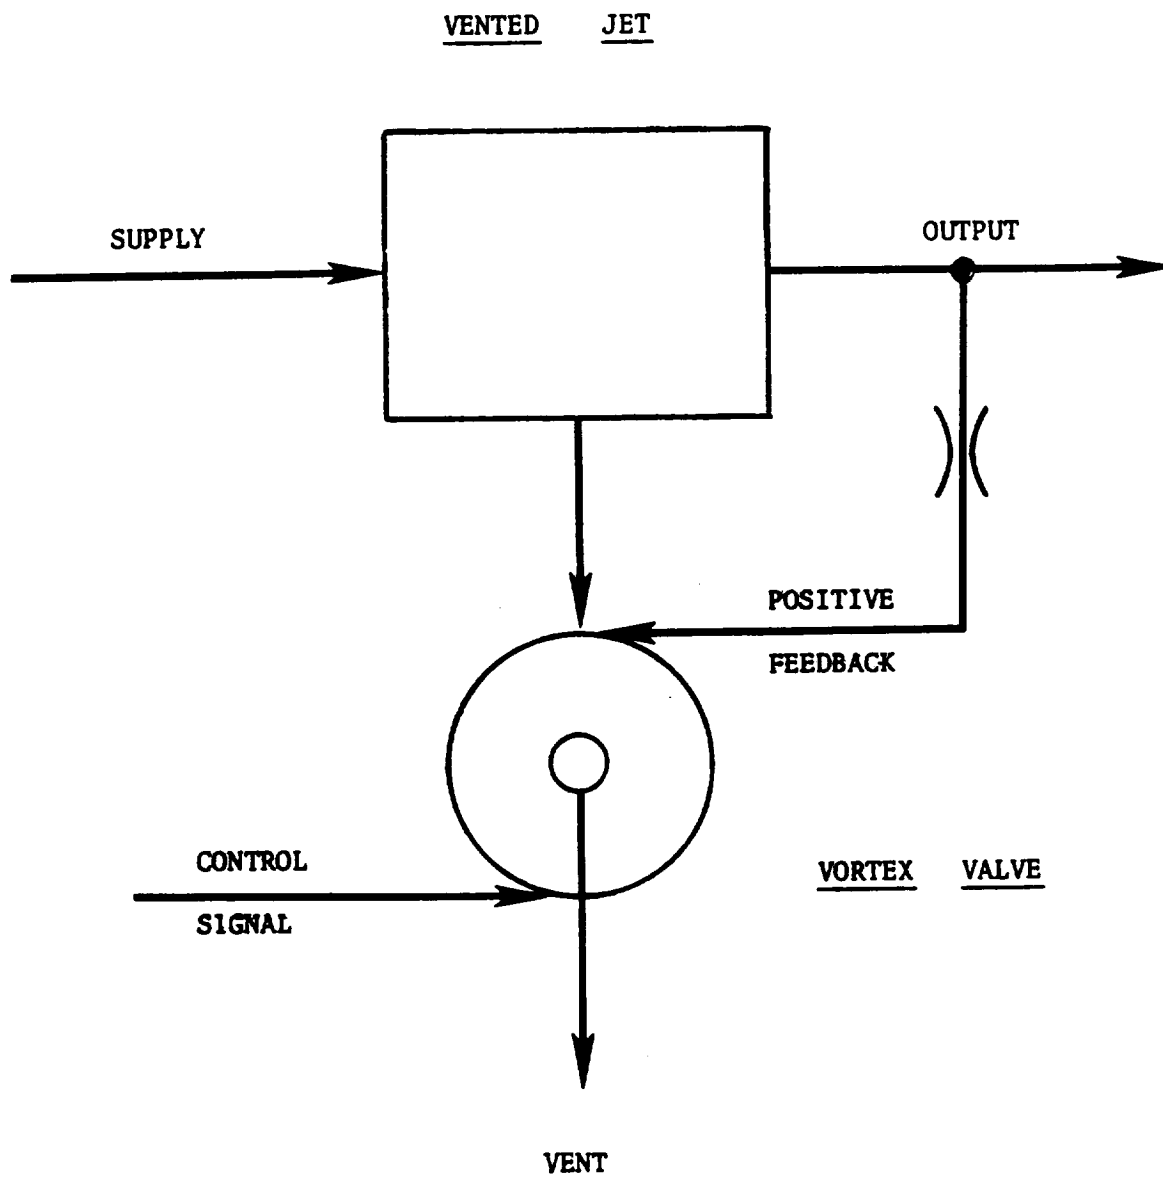 VENTED JET
SUPPLY
OUTPUT
POSITIVE
FEEDBACK
CONTROL
SIGNAL
VORTEX VALVE
VENT